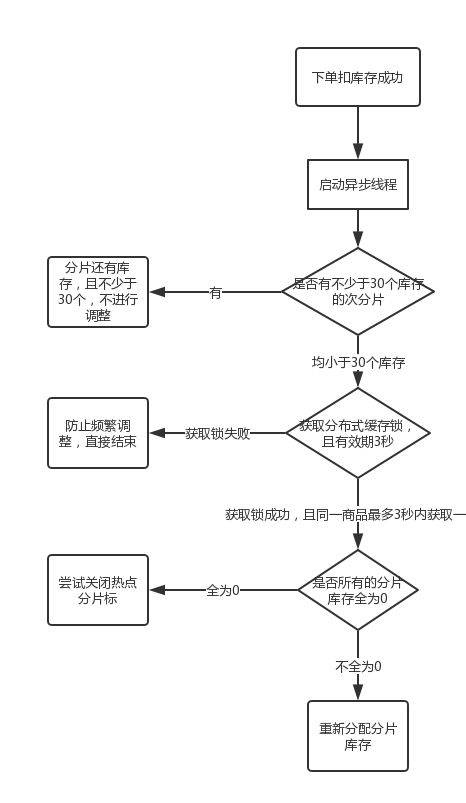 下单扣库存成功
启动异步线程
分片还有库
存，且不少于
30个，不进行
调整
有
是否有不少于30个库存
的次分片
均小于30个库存
防止频繁调
整，直接结束
获取锁失败
获取分布式缓存锁，
且有效期3秒
获取锁成功，且同一商品最多3秒内获取一
尝试关闭热点
分片标
全为0
是否所有的分片
库存全为0
不全为0
重新分配分片
库存